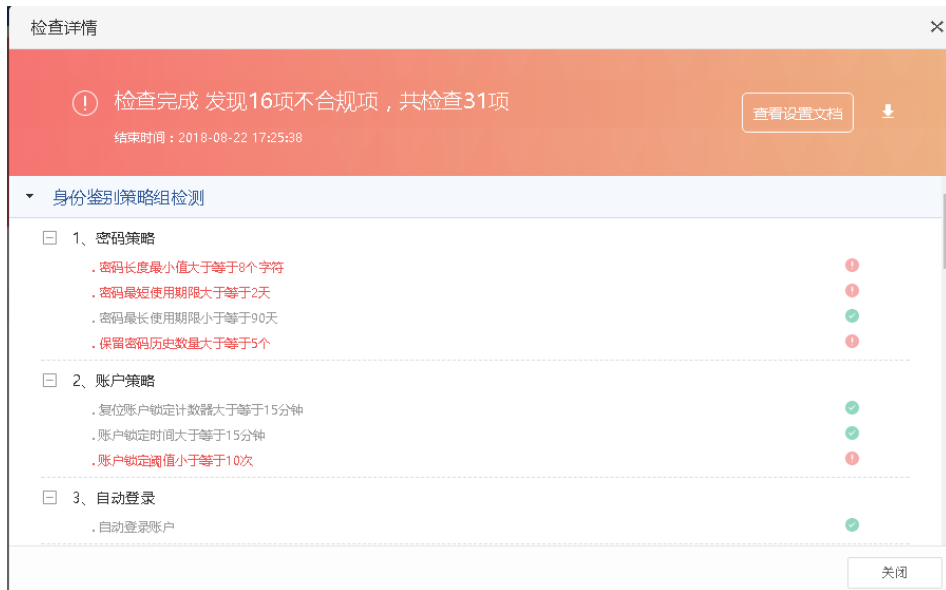 检查详情
检查完成 发现16项不合规项，共检查31项
查看设置文档
结束时间：2018-08-22 17:25:38
身份鉴别策略组检测
1、密码策略
. 密码长度最小值大于等于8个字符
. 密码最短使用期限大于等于2天
. 密码最长使用期限小于等于90天
. 保留密码历史数量大于等于5个
2、账户策略
. 复位账户锁定计数器大于等于15分钟
. 账户锁定时间大于等于15分钟
. 账户锁定阈值小于等于10次
3、自动登录
. 自动登录账户
关闭